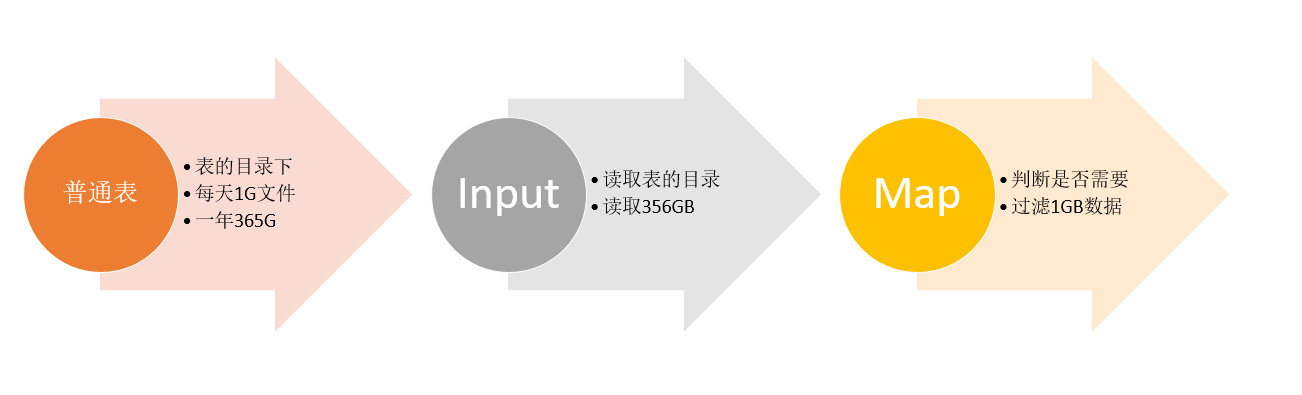 普通表
• 表的目录下
• 每天1G文件
• 一年365G
Input
• 读取表的目录
• 读取356GB
Map
• 判断是否需要
• 过滤1GB数据